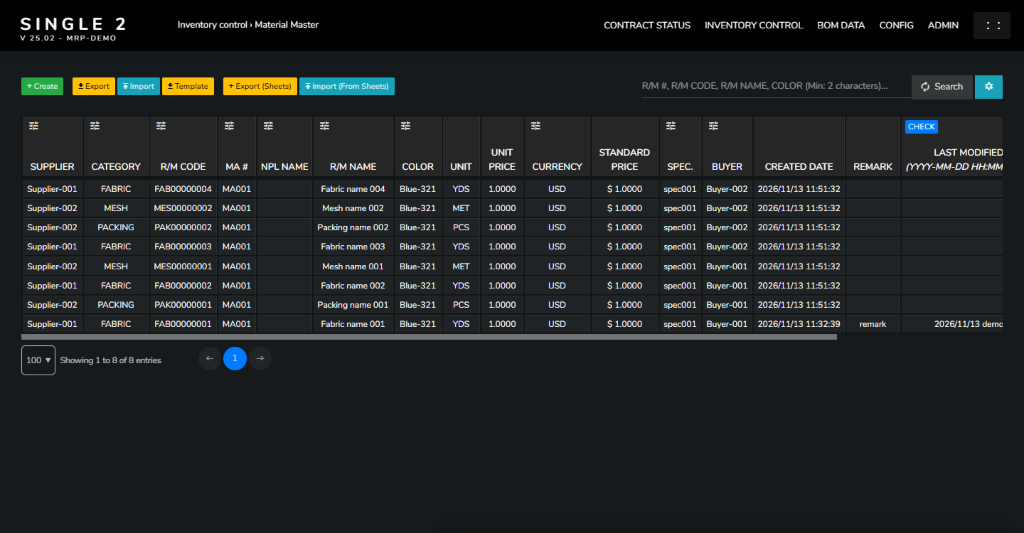 SINGLE 2
V 25.02 - MRP-DEMO
Inventory control › Material Master
CONTRACT STATUS INVENTORY CONTROL BOM DATA CONFIG ADMIN
+ Create Export Import Template + Export (Sheets) Import (From Sheets)
R/M #, R/M CODE, R/M NAME, COLOR (Min: 2 characters)... Search
CHECK
SUPPLIER CATEGORY R/M CODE MA # NPL NAME R/M NAME COLOR UNIT UNIT PRICE CURRENCY STANDARD PRICE SPEC. BUYER CREATED DATE REMARK LAST MODIFIED (YYYY-MM-DD HH:MM
Supplier-001 FABRIC FAB00000004 MA001 Fabric name 004 Blue-321 YDS 1.0000 USD $ 1.0000 spec001 Buyer-002 2026/11/13 11:51:32
Supplier-002 MESH MES00000002 MA001 Mesh name 002 Blue-321 MET 1.0000 USD $ 1.0000 spec001 Buyer-002 2026/11/13 11:51:32
Supplier-002 PACKING PAK00000002 MA001 Packing name 002 Blue-321 PCS 1.0000 USD $ 1.0000 spec001 Buyer-002 2026/11/13 11:51:32
Supplier-001 FABRIC FAB00000003 MA001 Fabric name 003 Blue-321 YDS 1.0000 USD $ 1.0000 spec001 Buyer-002 2026/11/13 11:51:32
Supplier-002 MESH MES00000001 MA001 Mesh name 001 Blue-321 MET 1.0000 USD $ 1.0000 spec001 Buyer-001 2026/11/13 11:51:32
Supplier-001 FABRIC FAB00000002 MA001 Fabric name 002 Blue-321 YDS 1.0000 USD $ 1.0000 spec001 Buyer-001 2026/11/13 11:51:32
Supplier-002 PACKING PAK00000001 MA001 Packing name 001 Blue-321 PCS 1.0000 USD $ 1.0000 spec001 Buyer-001 2026/11/13 11:51:32
Supplier-001 FABRIC FAB00000001 MA001 Fabric name 001 Blue-321 YDS 1.0000 USD $ 1.0000 spec001 Buyer-001 2026/11/13 11:32:39 remark 2026/11/13 demo
100 Showing 1 to 8 of 8 entries ← 1 →